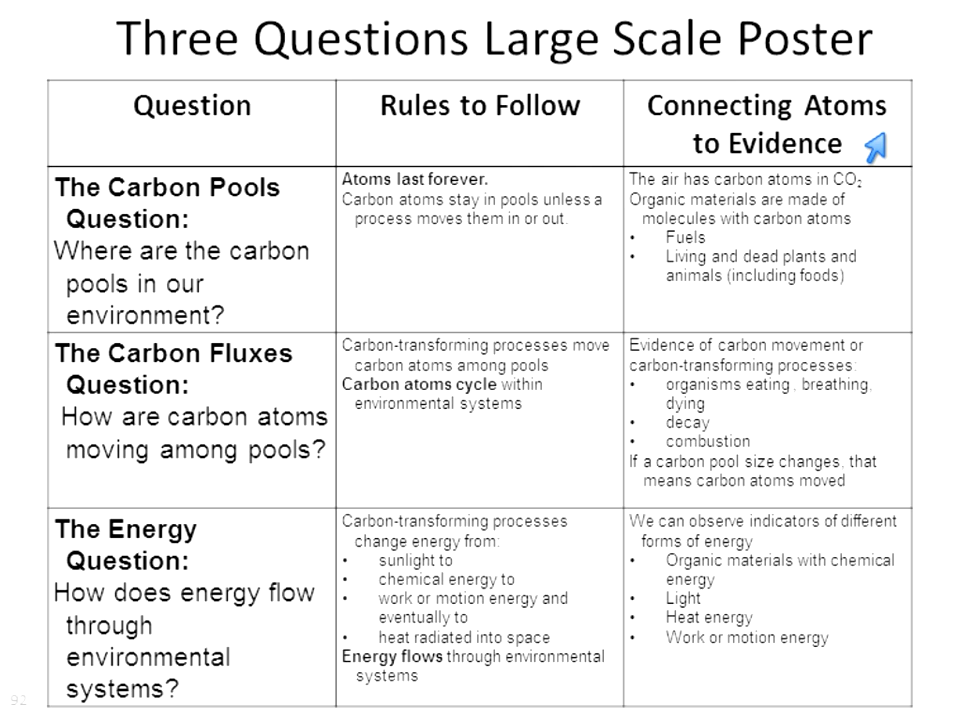 Three Questions Large Scale Poster
Question
Rules to Follow
Connecting Atoms
to Evidence
The Carbon Pools
Question:
Where are the carbon
pools in our
environment?
Atoms last forever.
Carbon atoms stay in pools unless a
process moves them in or out.
The air has carbon atoms in CO₂
Organic materials are made of
molecules with carbon atoms
• Fuels
• Living and dead plants and
animals (including foods)
The Carbon Fluxes
Question:
How are carbon atoms
moving among pools?
Carbon-transforming processes move
carbon atoms among pools
Carbon atoms cycle within
environmental systems
Evidence of carbon movement or
carbon-transforming processes:
• organisms eating , breathing,
dying
• decay
• combustion
If a carbon pool size changes, that
means carbon atoms moved
The Energy
Question:
How does energy flow
through
environmental
systems?
Carbon-transforming processes
change energy from:
• sunlight to
• chemical energy to
• work or motion energy and
eventually to
• heat radiated into space
Energy flows through environmental
systems
We can observe indicators of different
forms of energy
• Organic materials with chemical
energy
• Light
• Heat energy
• Work or motion energy
92